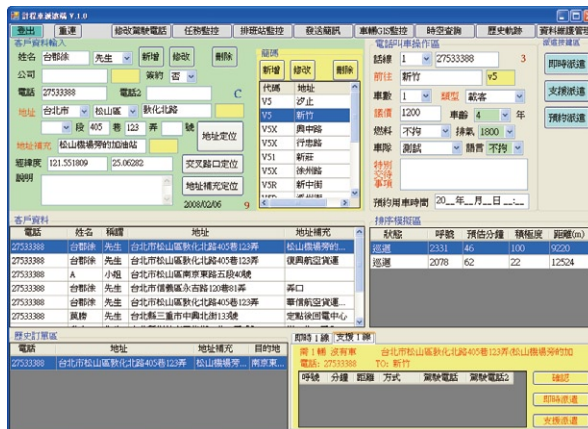 計程車派遣端 V.1.0
登出 重連 修改駕駛電話 任務監控 排班站監控 發送簡訊 車輛GIS監控 時空查詢 歷史軌跡 資料維護管理
客戶資料輸入
姓名 台郡徐 先生 新增 修改 刪除
公司 簽約 否
電話 27533388 電話2 C
地址 台北市 松山區 敦化北路
段 405 巷 123 弄 號 地址定位
地址補充 松山機場旁的加油站
經緯度 121.551809 25.06282 交叉路口定位
說明 地址補充定位
2008/02/06 9
簡碼
新增 修改 刪除
代碼 地址
V5 汐止
V5 新竹
V5X 興中路
V5X 行忠路
V51 新莊
V5X 徐州路
V5R 新中街
電話叫車操作區
話線 1 27533388 3
前往 新竹 v5
車數 1 類型 載客
議價 1200 車齡 4 年
燃料 不拘 排氣 1800
車隊 測試 語言 不拘
特別
交待
事項
預約用車時間 20__年__月__日__:__
派遣按鍵區
即時派遣
支援派遣
預約派遣
客戶資料
電話 姓名 稱謂 地址 地址補充
27533388 台郡徐 先生 台北市松山區敦化北路405巷123弄 松山機場旁的...
27533388 台郡徐 先生 台北市松山區敦化北路405巷123弄 復興航空貨運
27533388 A 小姐 台北市松山區南京東路五段40號
27533388 台郡徐 先生 台北市信義區永吉路120巷81弄 弄口
27533388 台郡徐 先生 台北市松山區敦化北路405巷123弄 華信航空貨運...
27533388 先生 台北縣三重市中興北街13號 定點後回電中心
排序模擬區
狀態 呼號 預估分鐘 積極度 距離(m)
巡迴 2331 46 100 9220
巡迴 2078 62 22 12524
歷史訂單區
電話 地址 地址補充 目的地
27533388 台北市松山區敦化北路405巷123弄 松山機場旁... 南京東...
即時1線 支援1線
需 1 輛 沒有車 台北市松山區敦化北路405巷123弄(松山機場旁的加
電話: 27533388 TO: 新竹
呼號 分鐘 距離 方式 駕駛電話 駕駛電話2
確認
即時派遣
支援派遣